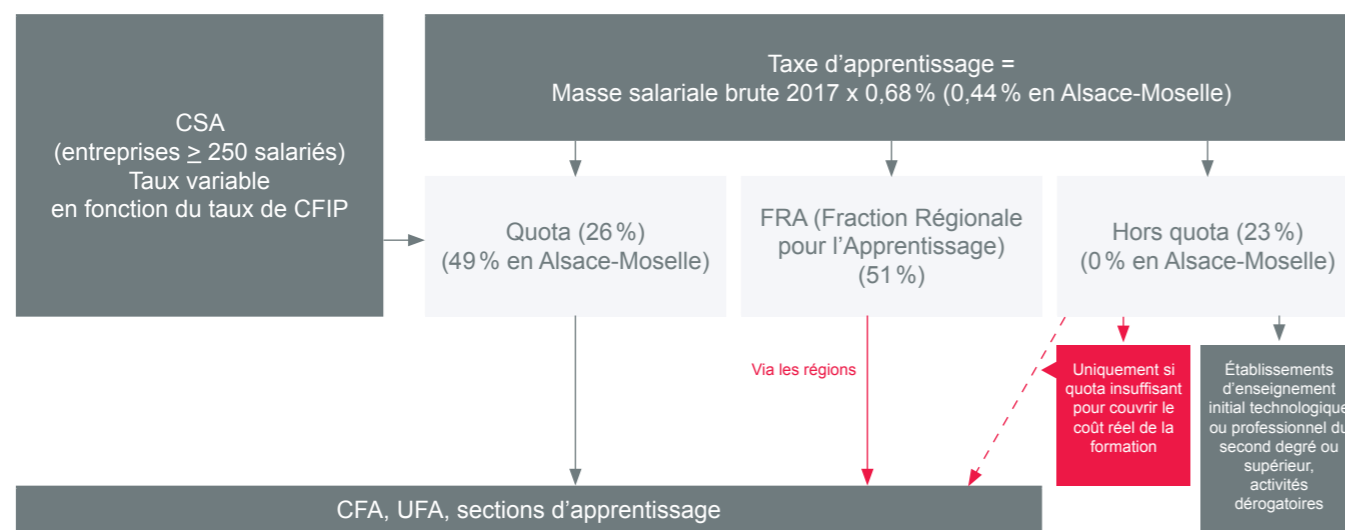 CSA
(entreprises ≥ 250 salariés)
Taux variable
en fonction du taux de CFIP
Taxe d’apprentissage =
Masse salariale brute 2017 x 0,68 % (0,44 % en Alsace-Moselle)
Quota (26 %)
(49 % en Alsace-Moselle)
FRA (Fraction Régionale
pour l’Apprentissage)
(51 %)
Hors quota (23 %)
(0 % en Alsace-Moselle)
Via les régions
Uniquement si
quota insuffisant
pour couvrir le
coût réel de la
formation
Établissements
d’enseignement
initial technologique
ou professionnel du
second degré ou
supérieur,
activités
dérogatoires
CFA, UFA, sections d’apprentissage